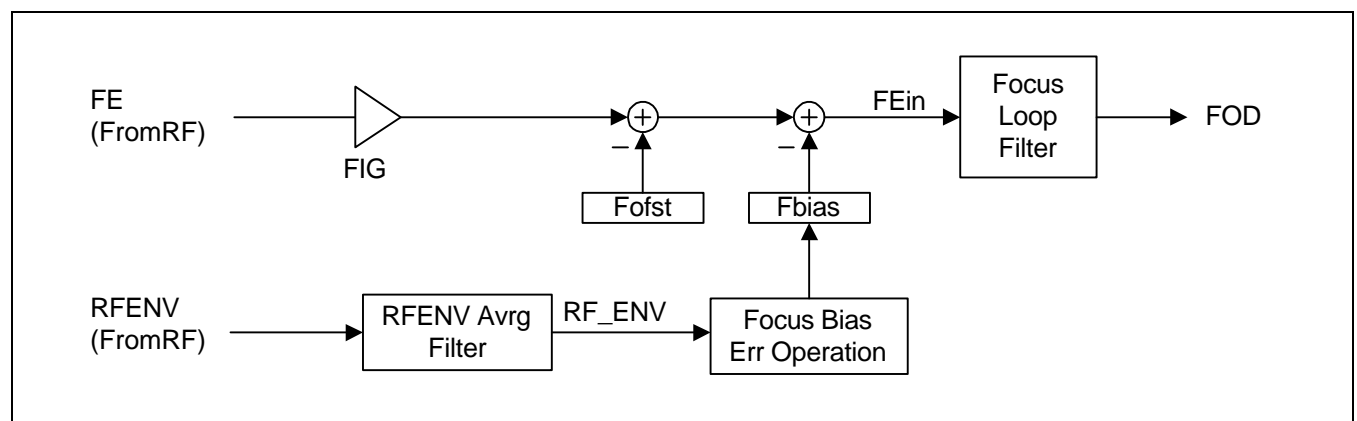 FE
(FromRF)
FIG
+
+
FEin
Focus
Loop
Filter
FOD
–
–
Fofst
Fbias
RFENV
(FromRF)
RFENV Avrg
Filter
RF_ENV
Focus Bias
Err Operation